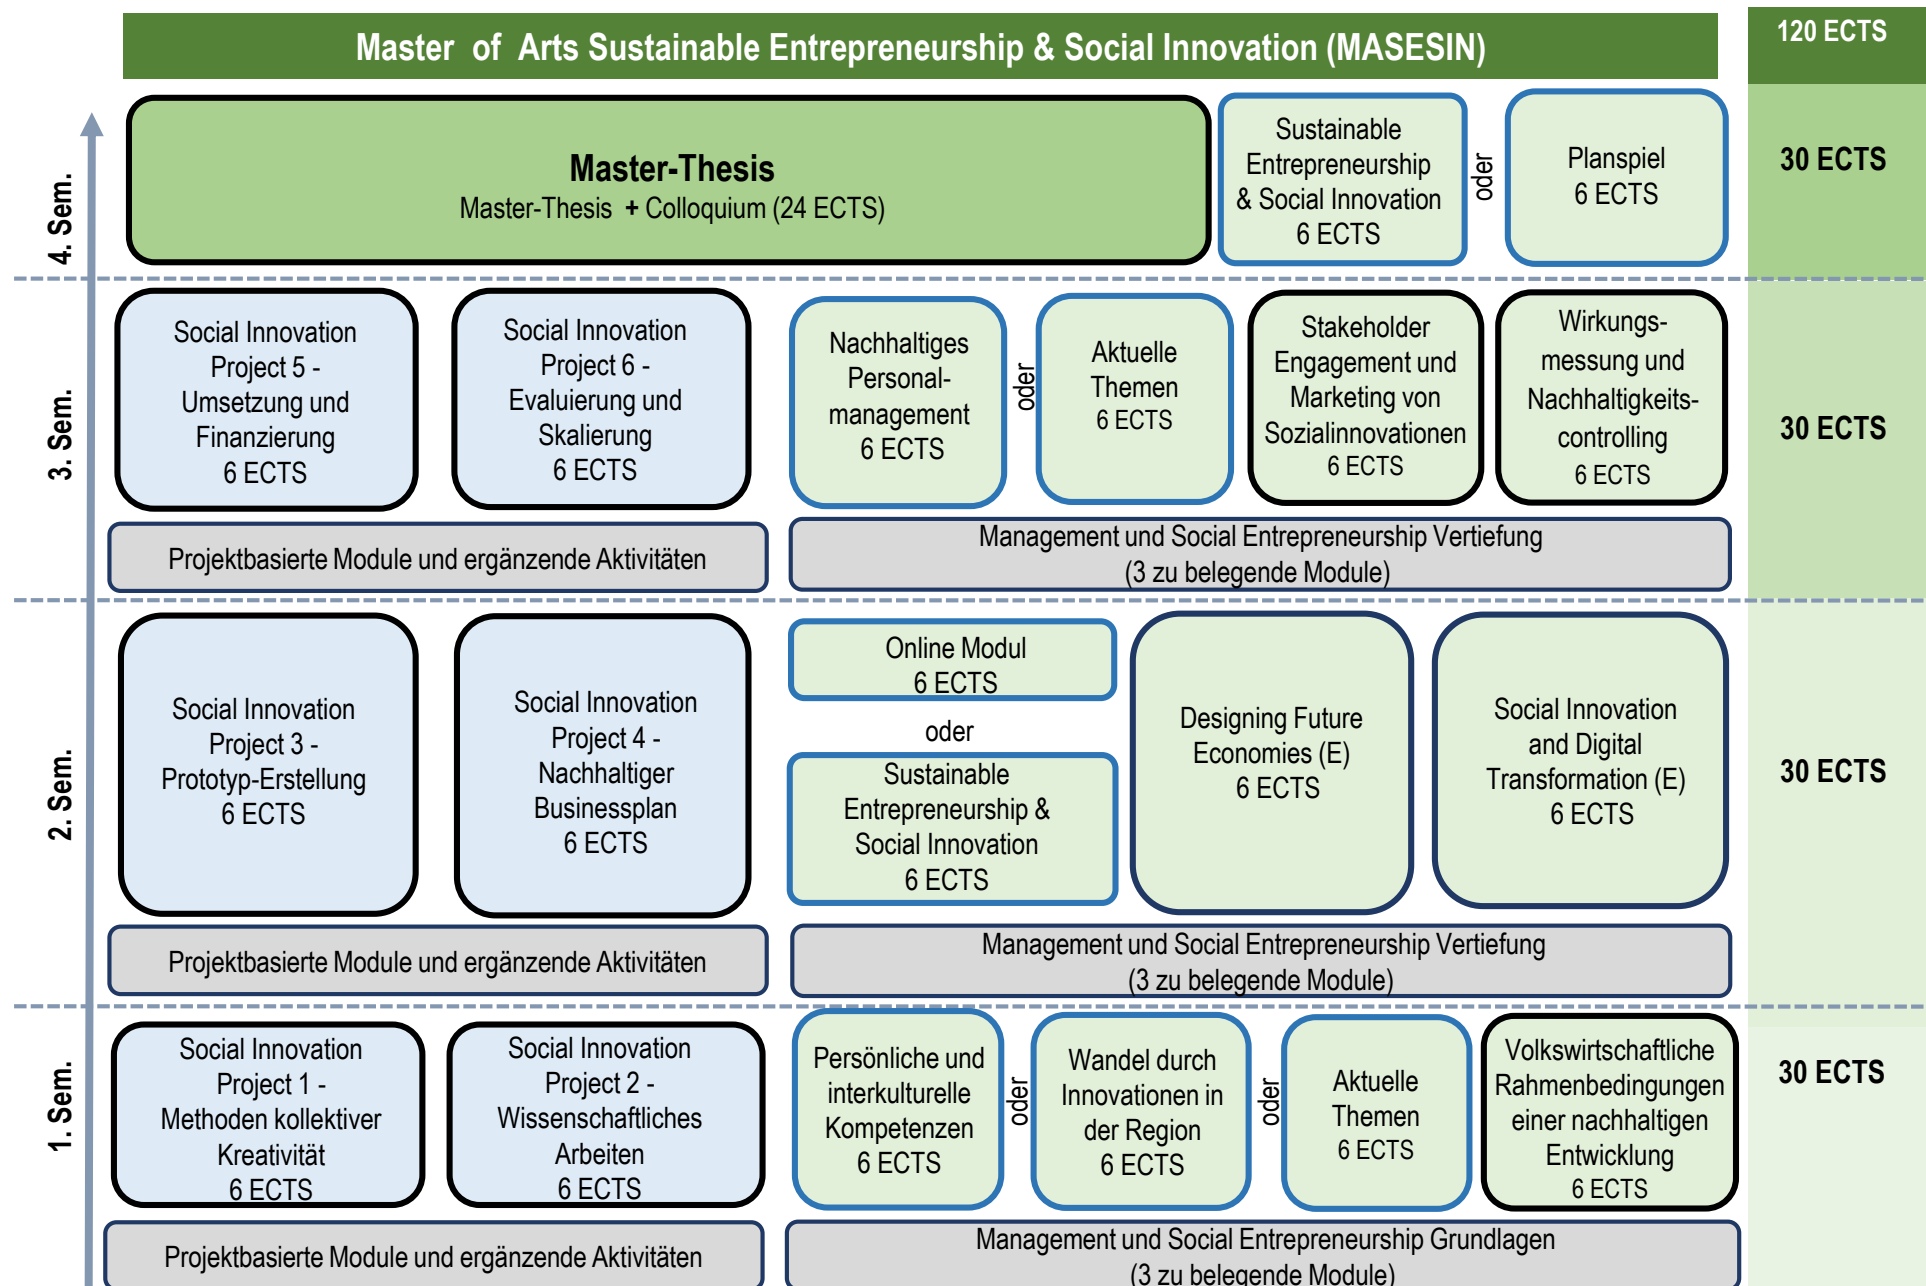 Master of Arts Sustainable Entrepreneurship & Social Innovation (MASESIN)
120 ECTS
4. Sem.
Master-Thesis
Master-Thesis + Colloquium (24 ECTS)
Sustainable
Entrepreneurship
& Social Innovation
6 ECTS
oder
Planspiel
6 ECTS
30 ECTS
3. Sem.
Social Innovation
Project 5 -
Umsetzung und
Finanzierung
6 ECTS
Social Innovation
Project 6 -
Evaluierung und
Skalierung
6 ECTS
Nachhaltiges
Personal-
management
6 ECTS
oder
Aktuelle
Themen
6 ECTS
Stakeholder
Engagement und
Marketing von
Sozialinnovationen
6 ECTS
Wirkungs-
messung und
Nachhaltigkeits-
controlling
6 ECTS
30 ECTS
Projektbasierte Module und ergänzende Aktivitäten
Management und Social Entrepreneurship Vertiefung
(3 zu belegende Module)
2. Sem.
Social Innovation
Project 3 -
Prototyp-Erstellung
6 ECTS
Social Innovation
Project 4 -
Nachhaltiger
Businessplan
6 ECTS
Online Modul
6 ECTS
oder
Sustainable
Entrepreneurship &
Social Innovation
6 ECTS
Designing Future
Economies (E)
6 ECTS
Social Innovation
and Digital
Transformation (E)
6 ECTS
30 ECTS
Projektbasierte Module und ergänzende Aktivitäten
Management und Social Entrepreneurship Vertiefung
(3 zu belegende Module)
1. Sem.
Social Innovation
Project 1 -
Methoden kollektiver
Kreativität
6 ECTS
Social Innovation
Project 2 -
Wissenschaftliches
Arbeiten
6 ECTS
Persönliche und
interkulturelle
Kompetenzen
6 ECTS
oder
Wandel durch
Innovationen in
der Region
6 ECTS
oder
Aktuelle
Themen
6 ECTS
Volkswirtschaftliche
Rahmenbedingungen
einer nachhaltigen
Entwicklung
6 ECTS
30 ECTS
Projektbasierte Module und ergänzende Aktivitäten
Management und Social Entrepreneurship Grundlagen
(3 zu belegende Module)